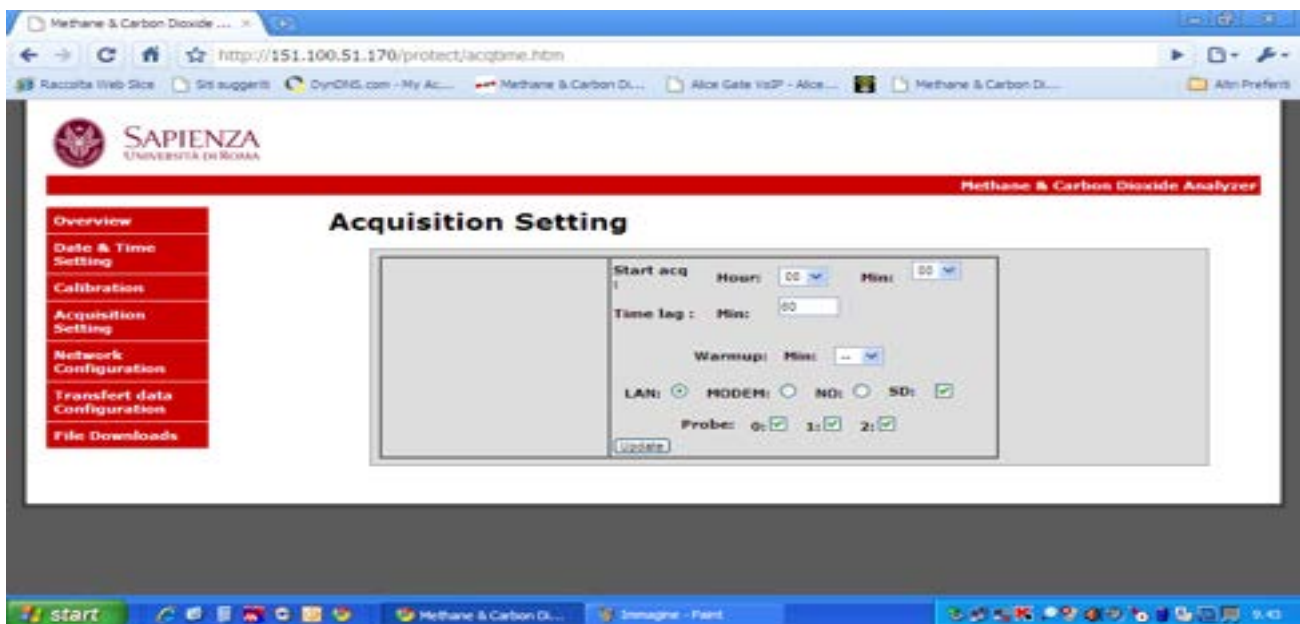 Methane & Carbon Dioxide ...
http://151.100.51.170/protect/acqtime.htm
Raccolta Web Slice
Siti suggeriti
DynDNS.com - My Ac...
Methane & Carbon Di...
Alice Gate VoIP - Alice ...
Methane & Carbon Di...
Altri Preferiti
SAPIENZA
UNIVERSITÀ DI ROMA
Methane & Carbon Dioxide Analyzer
Overview
Date & Time
Setting
Calibration
Acquisition
Setting
Network
Configuration
Transfert data
Configuration
File Downloads
Acquisition Setting
Start acq : Hour: 00 Min: 00
Time lag : Min: 60
Warmup: Min: --
LAN: MODEM: NO: SD:
Probe: 0: 1: 2:
Update
start
Methane & Carbon Di...
Immagine - Paint
9.43